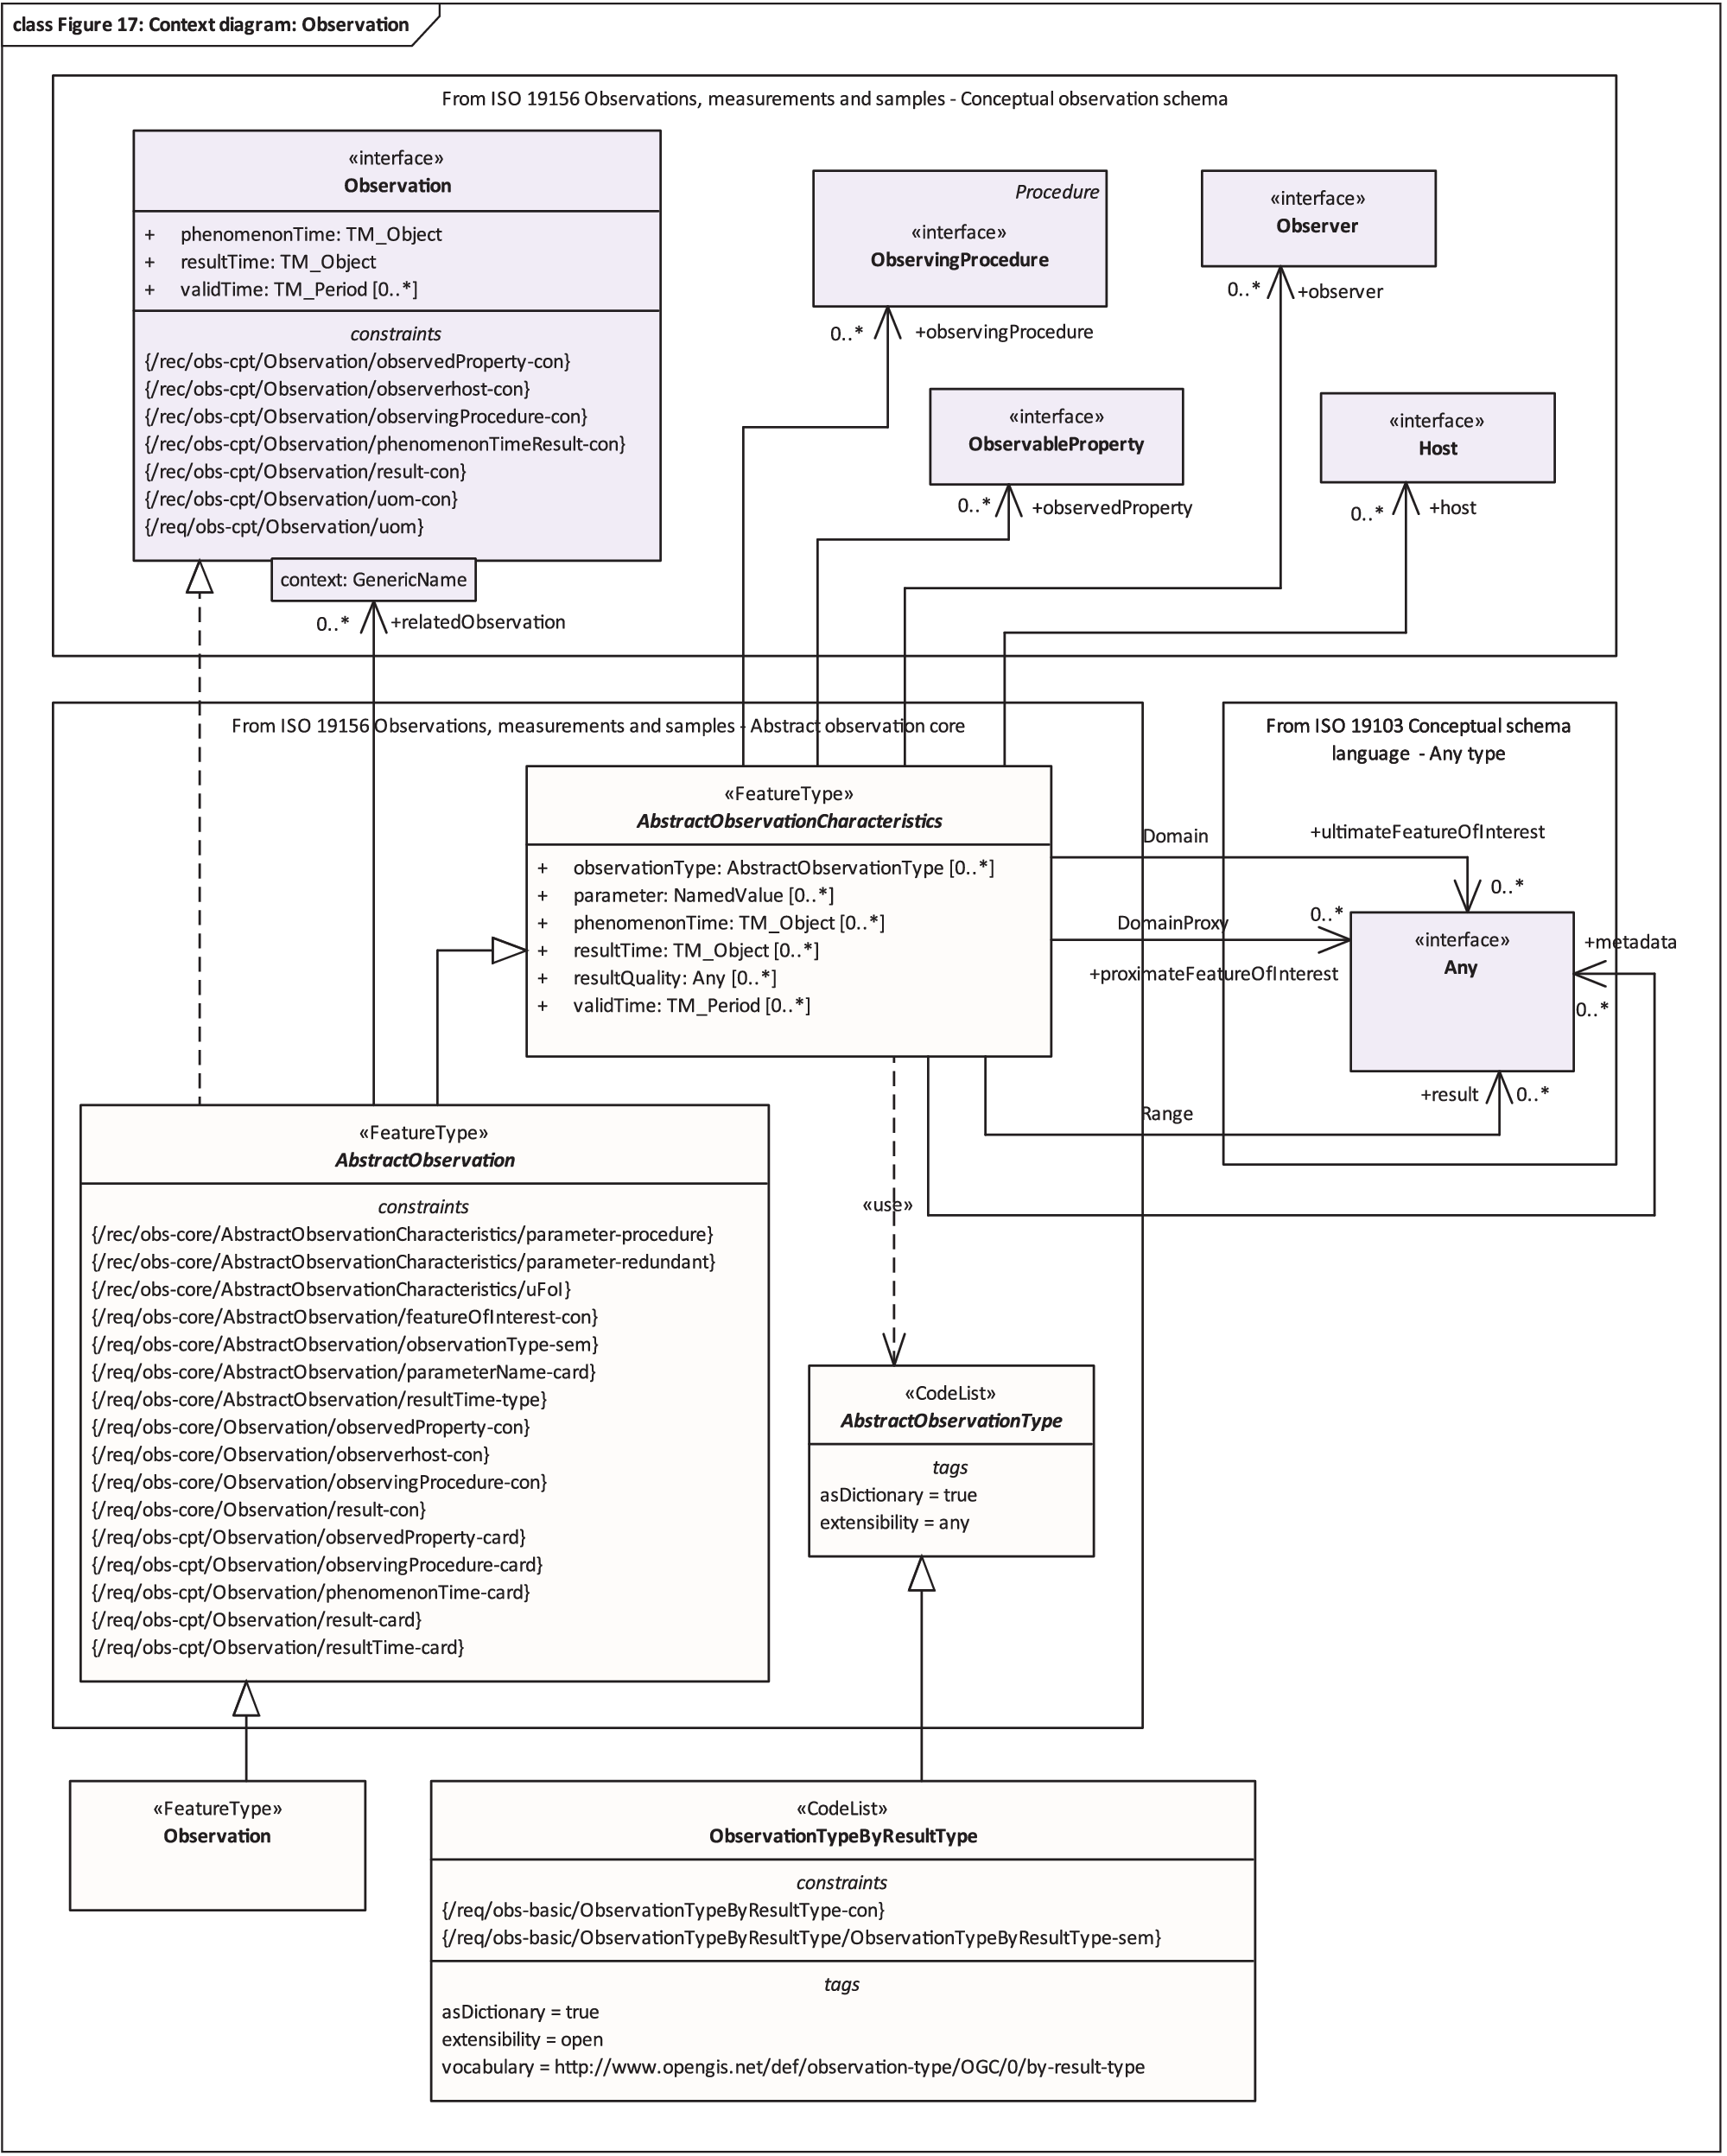 class Figure 17: Context diagram: Observation
From ISO 19156 Observations, measurements and samples - Conceptual observation schema
«interface»
Observation
+ phenomenonTime: TM_Object
+ resultTime: TM_Object
+ validTime: TM_Period [0..*]
constraints
{/rec/obs-cpt/Observation/observedProperty-con}
{/rec/obs-cpt/Observation/observerhost-con}
{/rec/obs-cpt/Observation/observingProcedure-con}
{/rec/obs-cpt/Observation/phenomenonTimeResult-con}
{/rec/obs-cpt/Observation/result-con}
{/rec/obs-cpt/Observation/uom-con}
{/req/obs-cpt/Observation/uom}
context: GenericName
0..* +relatedObservation
Procedure
«interface»
ObservingProcedure
0..* +observingProcedure
«interface»
Observer
0..* +observer
«interface»
ObservableProperty
0..* +observedProperty
«interface»
Host
0..* +host
From ISO 19156 Observations, measurements and samples - Abstract observation core
«FeatureType»
AbstractObservationCharacteristics
+ observationType: AbstractObservationType [0..*]
+ parameter: NamedValue [0..*]
+ phenomenonTime: TM_Object [0..*]
+ resultTime: TM_Object [0..*]
+ resultQuality: Any [0..*]
+ validTime: TM_Period [0..*]
From ISO 19103 Conceptual schema
language - Any type
Domain
+ultimateFeatureOfInterest
0..*
DomainProxy
0..*
+proximateFeatureOfInterest
«interface»
Any
+metadata
0..*
+result 0..*
Range
«use»
«FeatureType»
AbstractObservation
constraints
{/rec/obs-core/AbstractObservationCharacteristics/parameter-procedure}
{/rec/obs-core/AbstractObservationCharacteristics/parameter-redundant}
{/rec/obs-core/AbstractObservationCharacteristics/uFoI}
{/req/obs-core/AbstractObservation/featureOfInterest-con}
{/req/obs-core/AbstractObservation/observationType-sem}
{/req/obs-core/AbstractObservation/parameterName-card}
{/req/obs-core/AbstractObservation/resultTime-type}
{/req/obs-core/Observation/observedProperty-con}
{/req/obs-core/Observation/observerhost-con}
{/req/obs-core/Observation/observingProcedure-con}
{/req/obs-core/Observation/result-con}
{/req/obs-cpt/Observation/observedProperty-card}
{/req/obs-cpt/Observation/observingProcedure-card}
{/req/obs-cpt/Observation/phenomenonTime-card}
{/req/obs-cpt/Observation/result-card}
{/req/obs-cpt/Observation/resultTime-card}
«CodeList»
AbstractObservationType
tags
asDictionary = true
extensibility = any
«FeatureType»
Observation
«CodeList»
ObservationTypeByResultType
constraints
{/req/obs-basic/ObservationTypeByResultType-con}
{/req/obs-basic/ObservationTypeByResultType/ObservationTypeByResultType-sem}
tags
asDictionary = true
extensibility = open
vocabulary = http://www.opengis.net/def/observation-type/OGC/0/by-result-type